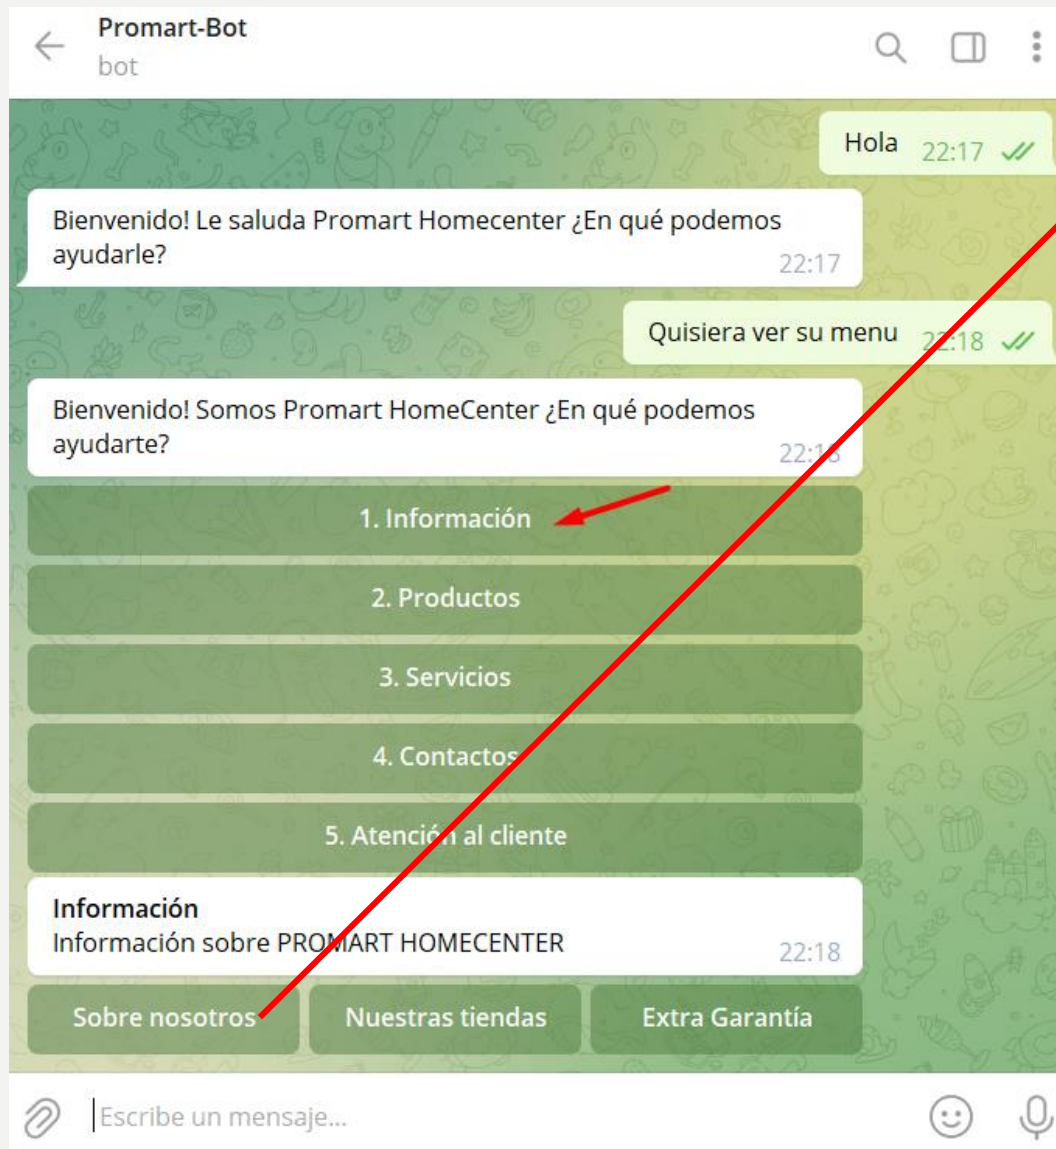 Promart-Bot
bot
Hola 22:17
Bienvenido! Le saluda Promart Homecenter ¿En qué podemos
ayudarle?
22:17
Quisiera ver su menu 22:18
Bienvenido! Somos Promart HomeCenter ¿En qué podemos
ayudarte?
22:18
1. Información
2. Productos
3. Servicios
4. Contactos
5. Atención al cliente
Información
Información sobre PROMART HOMECENTER
22:18
Sobre nosotros Nuestras tiendas Extra Garantía
Escribe un mensaje...